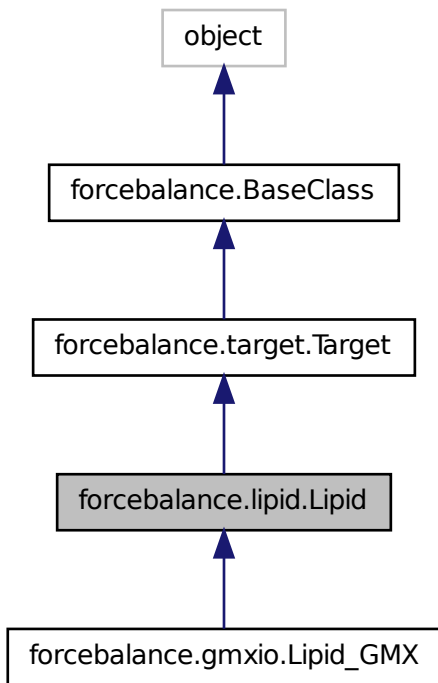 object
forcebalance.BaseClass
forcebalance.target.Target
forcebalance.lipid.Lipid
forcebalance.gmxio.Lipid_GMX